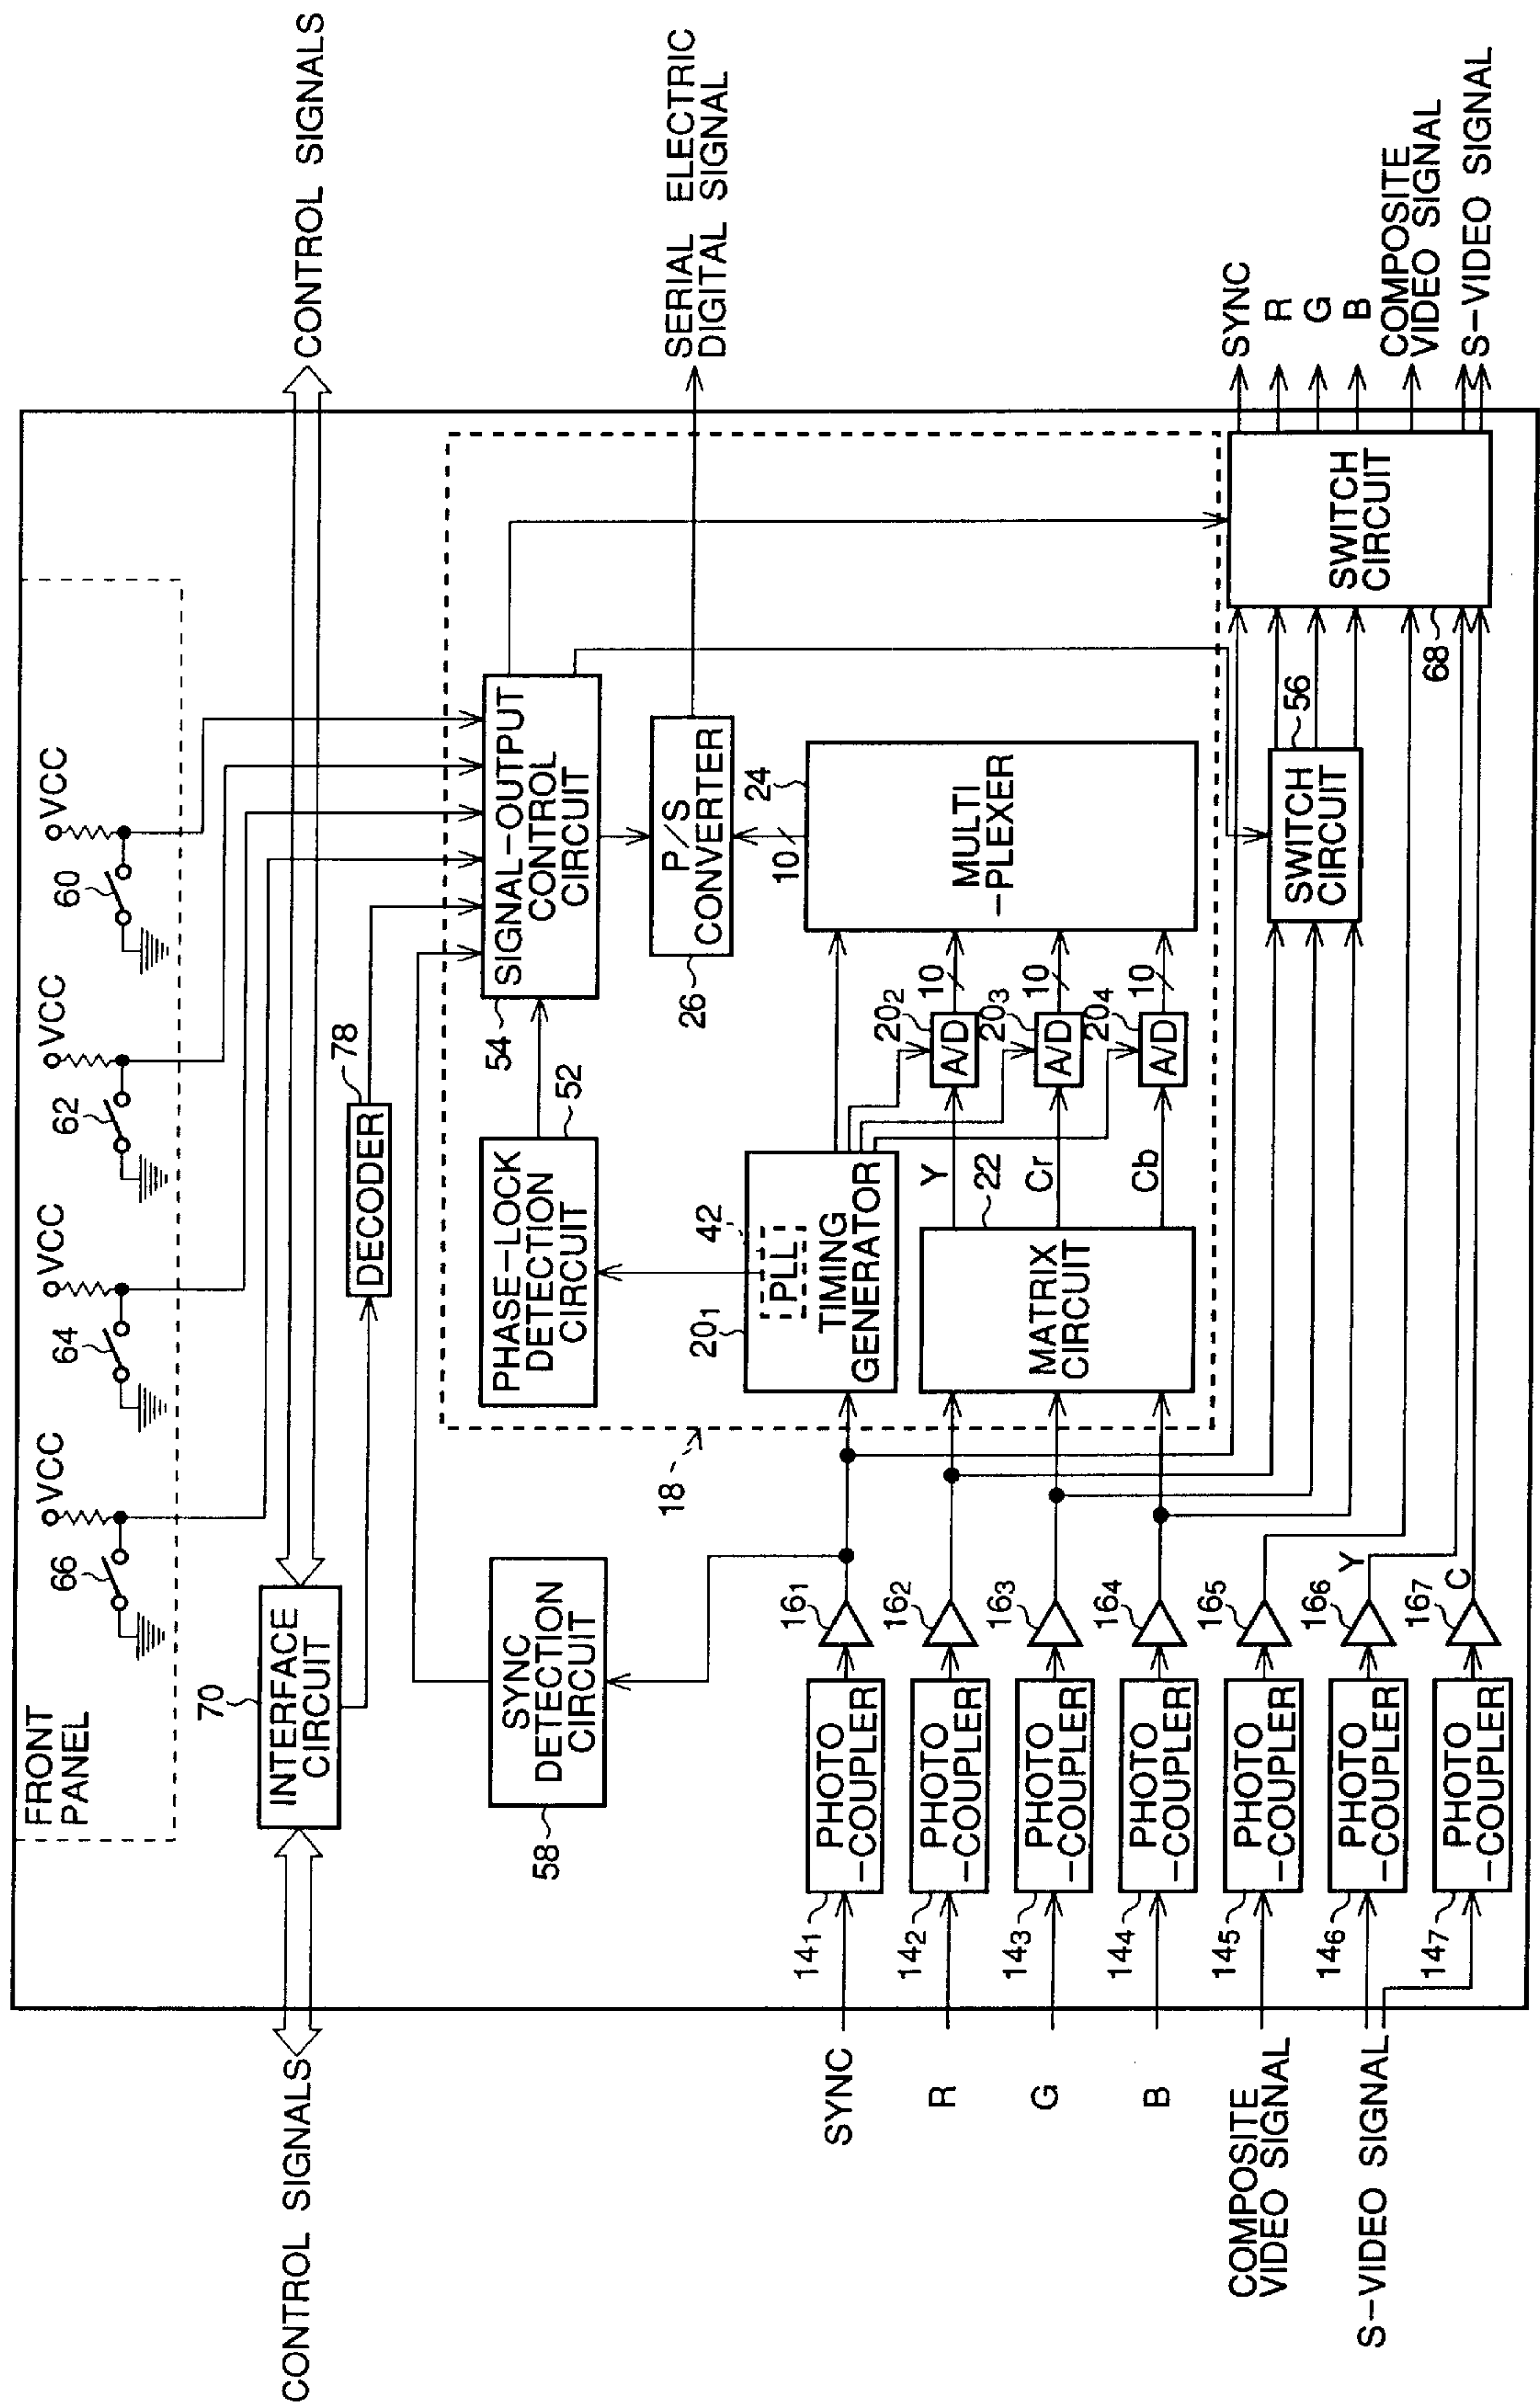 FRONT
PANEL
66
VCC
64
VCC
62
VCC
60
VCC
CONTROL SIGNALS
70
INTERFACE
CIRCUIT
CONTROL SIGNALS
DECODER
78
58
SYNC
DETECTION
CIRCUIT
18
PHASE-LOCK
DETECTION
CIRCUIT
52
54
SIGNAL-OUTPUT
CONTROL
CIRCUIT
26
P/S
CONVERTER
SERIAL ELECTRIC
DIGITAL SIGNAL
201
42
PLL
TIMING
GENERATOR
MATRIX
CIRCUIT
22
Y
Cr
Cb
202
A/D
10
203
A/D
10
204
A/D
10
24
10
MULTI
-PLEXER
SYNC
141
PHOTO
-COUPLER
161
R
142
PHOTO
-COUPLER
162
G
143
PHOTO
-COUPLER
163
B
144
PHOTO
-COUPLER
164
COMPOSITE
VIDEO SIGNAL
145
PHOTO
-COUPLER
165
S-VIDEO SIGNAL
146
PHOTO
-COUPLER
166
Y
147
PHOTO
-COUPLER
167
C
56
SWITCH
CIRCUIT
68
SWITCH
CIRCUIT
SYNC
R
G
B
COMPOSITE
VIDEO SIGNAL
S-VIDEO SIGNAL